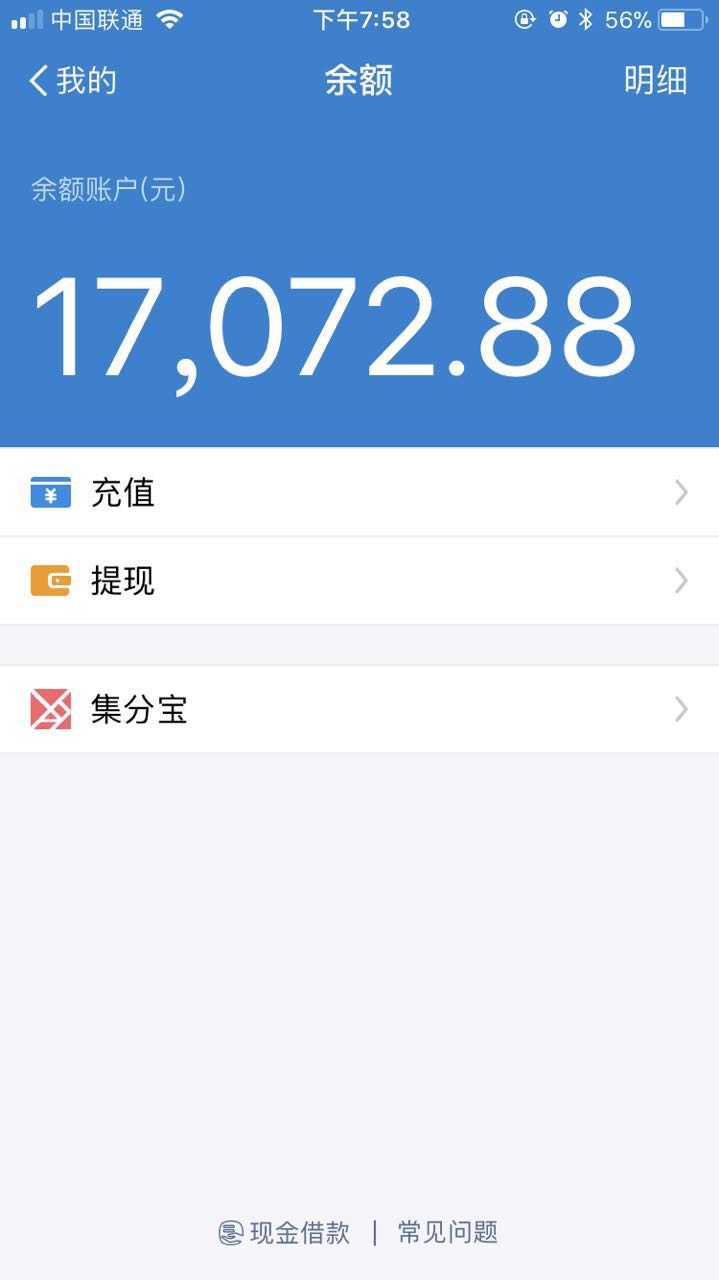 中国联通 下午7:58 56%
我的 余额 明细
余额账户(元)
17,072.88
充值
提现
集分宝
现金借款 | 常见问题